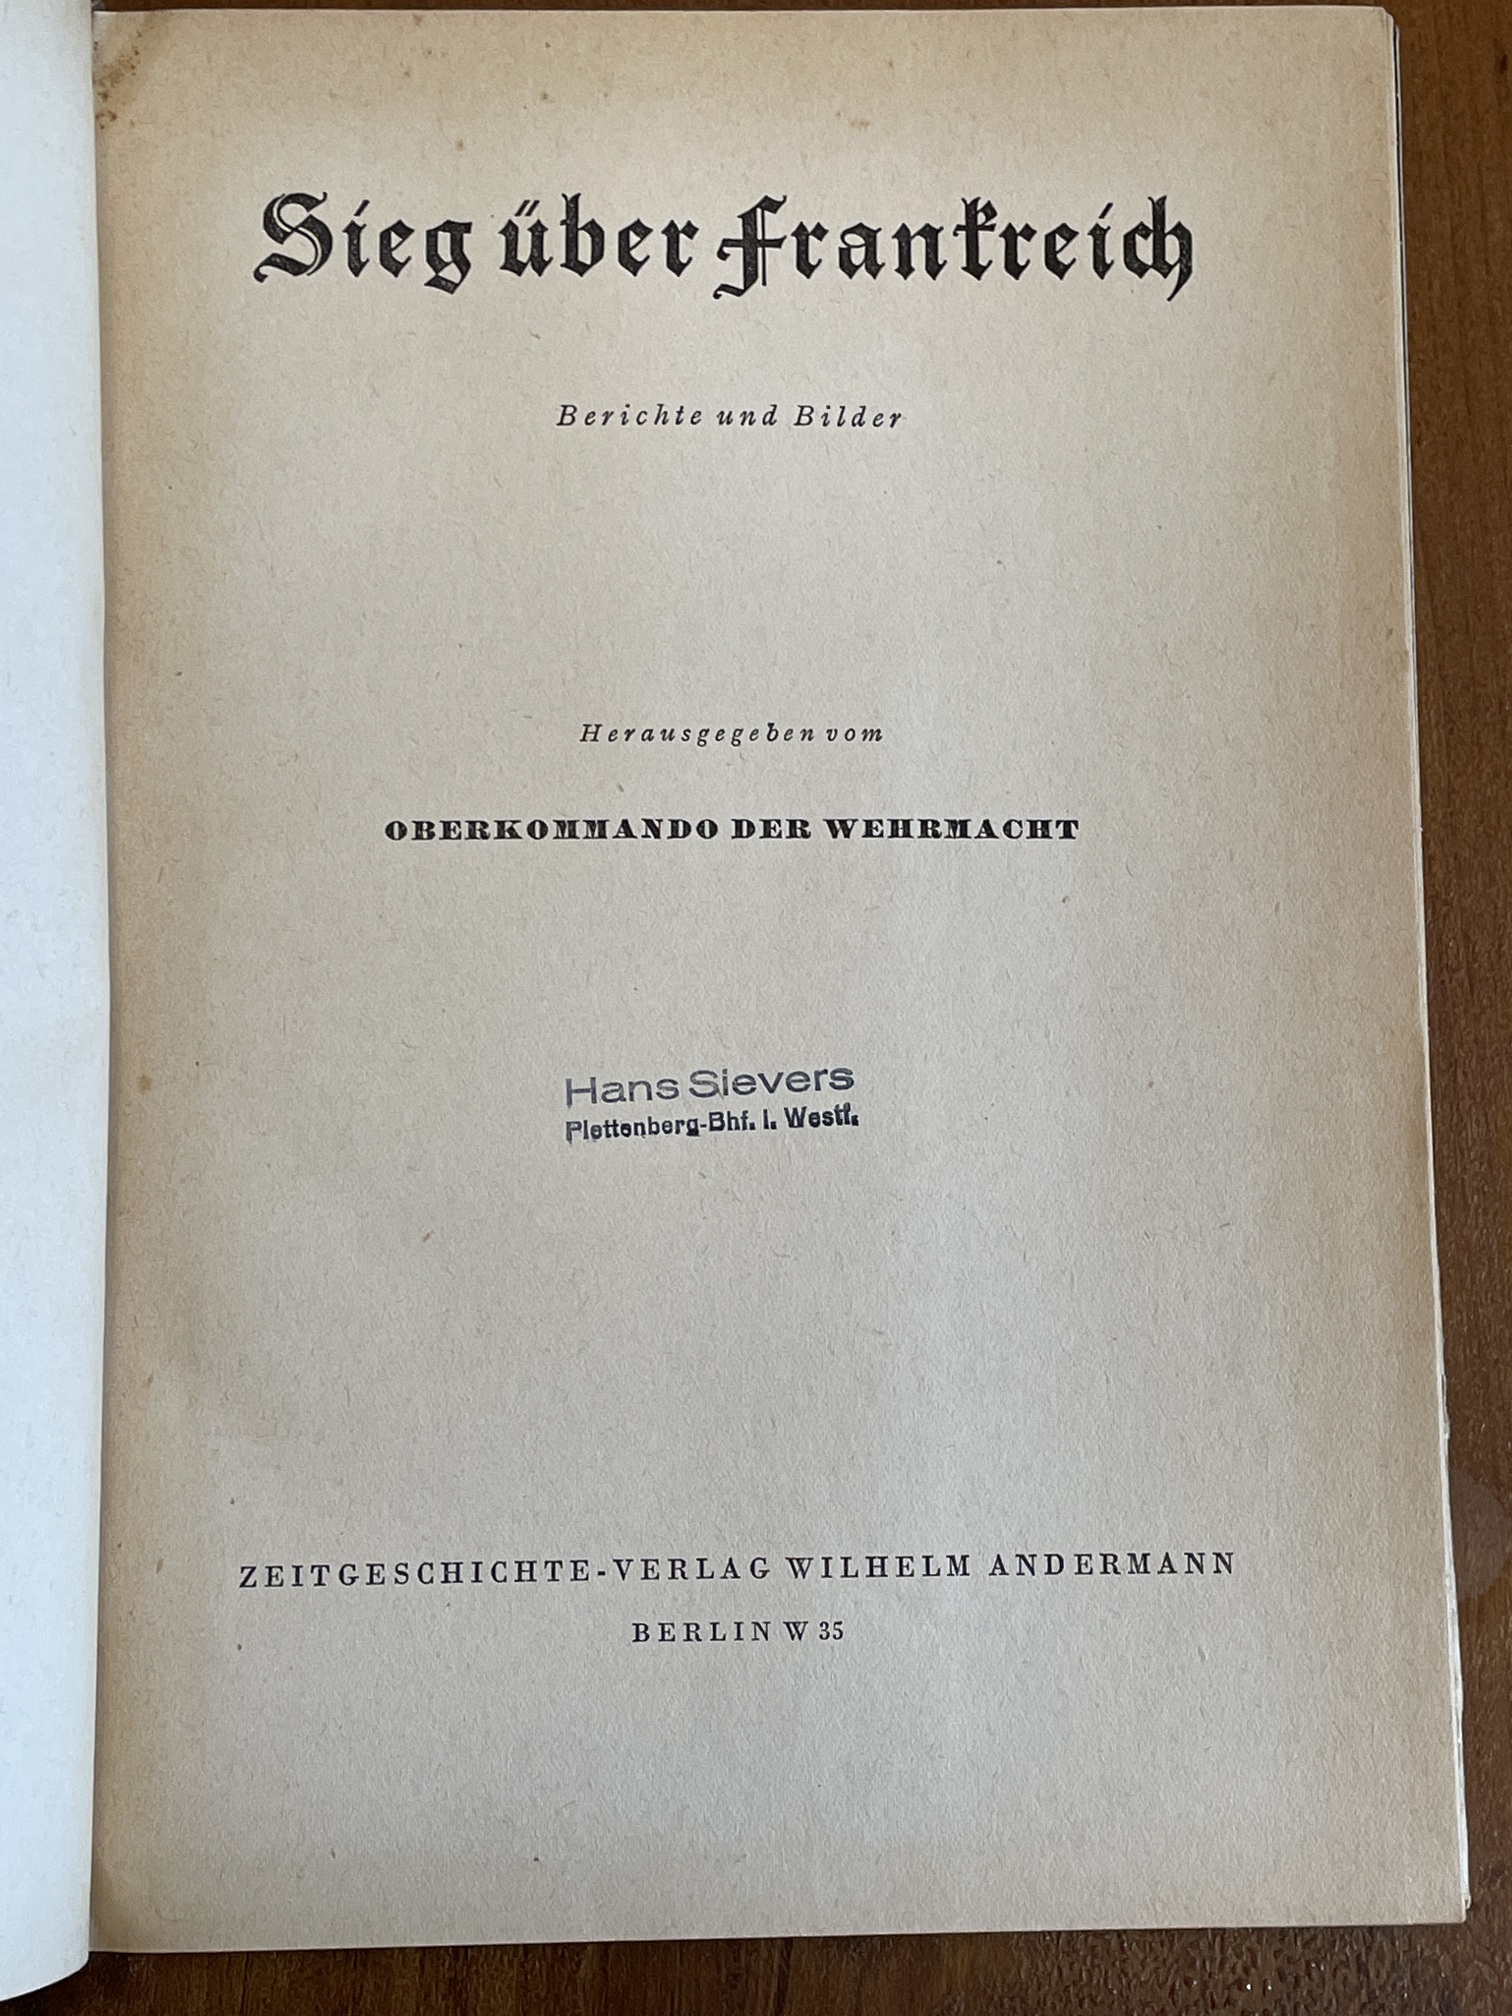 Sieg über Frankreich
Berichte und Bilder
Herausgegeben vom
OBERKOMMANDO DER WEHRMACHT
Hans Sievers
Plettenberg-Bhf. i. Westf.
ZEITGESCHICHTE-VERLAG WILHELM ANDERMANN
BERLIN W 35